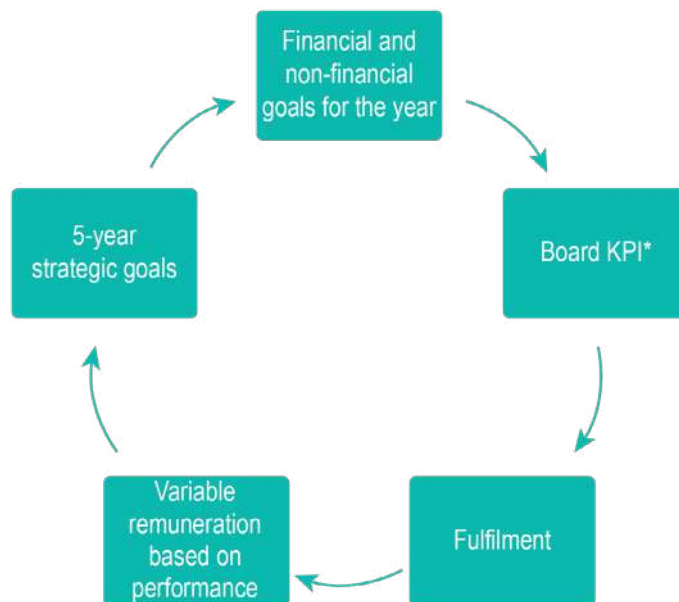 Financial and
non-financial
goals for the year
5-year
strategic goals
Board KPI*
Variable
remuneration
based on
performance
Fulfilment